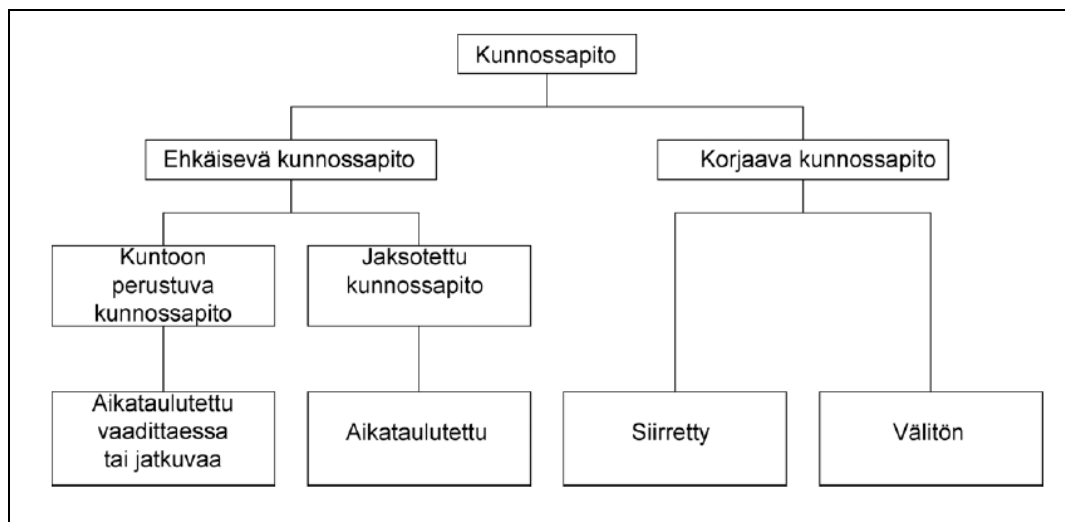 Kunnossapito
Ehkäisevä kunnossapito
Korjaava kunnossapito
Kuntoon
perustuva
kunnossapito
Jaksotettu
kunnossapito
Aikataulutettu
vaadittaessa
tai jatkuvaa
Aikataulutettu
Siirretty
Välitön